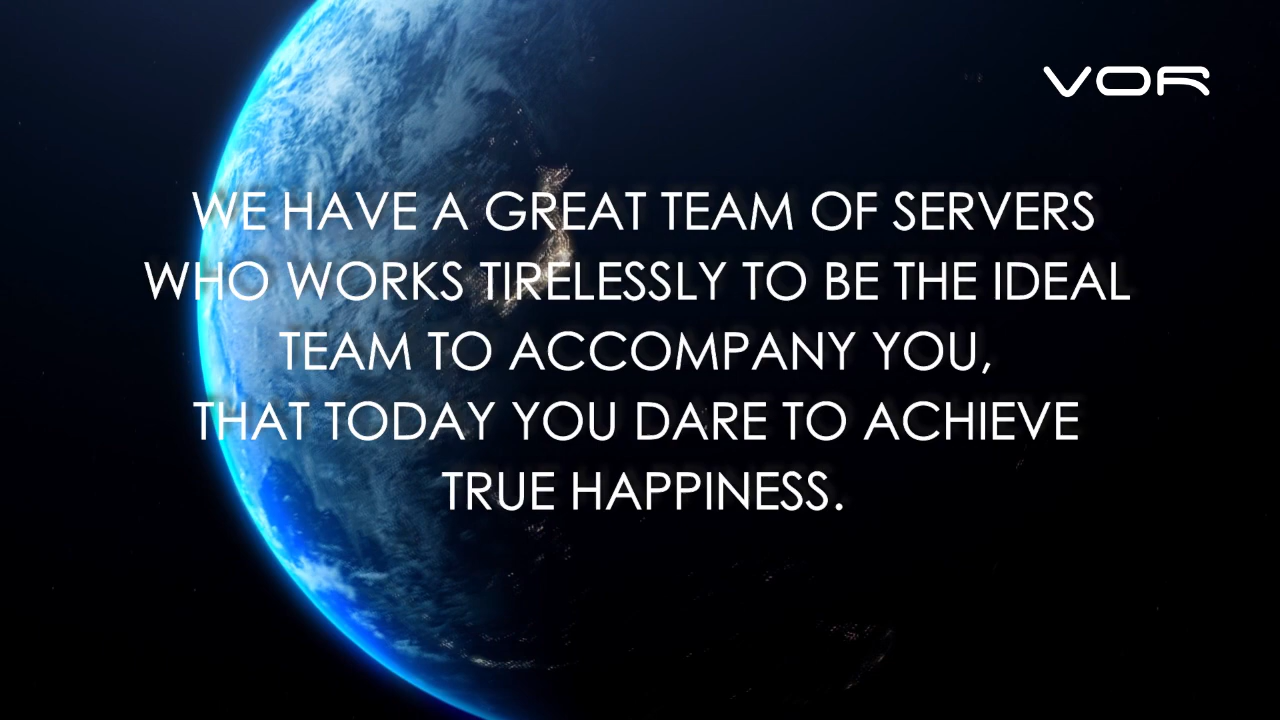 VOR
WE HAVE A GREAT TEAM OF SERVERS
WHO WORKS TIRELESSLY TO BE THE IDEAL
TEAM TO ACCOMPANY YOU,
THAT TODAY YOU DARE TO ACHIEVE
TRUE HAPPINESS.